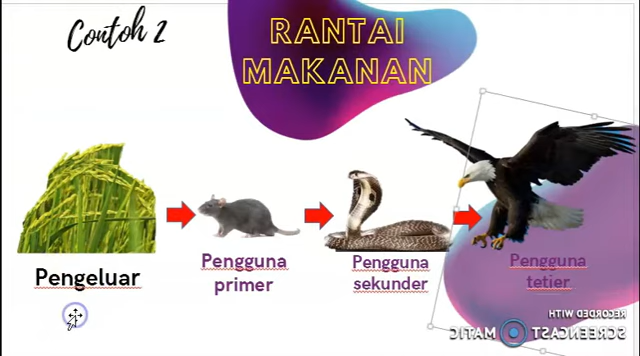 Contoh 2
RANTAI
MAKANAN
Pengeluar
Pengguna
primer
Pengguna
sekunder
Pengguna
tetier
RECORDED WITH
SCREENCAST MATIC